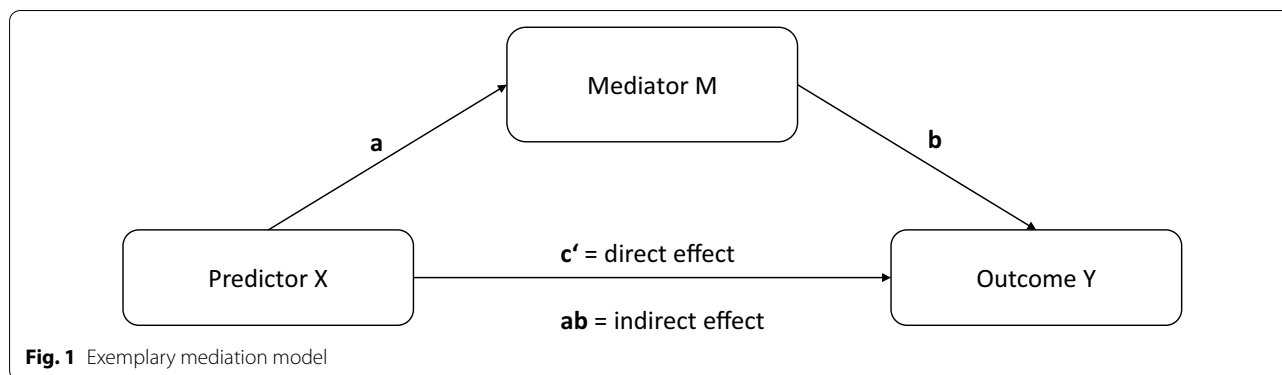 Mediator M
a
b
Predictor X
c‘ = direct effect
Outcome Y
ab = indirect effect
Fig. 1 Exemplary mediation model